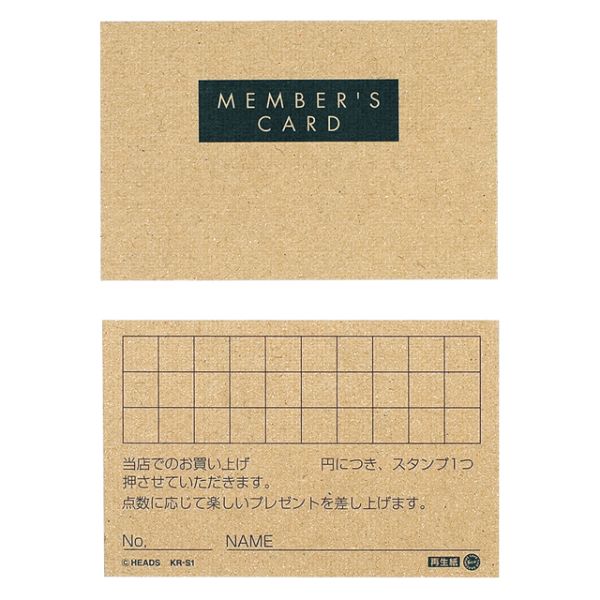 MEMBER'S
CARD
当店でのお買い上げ　　　円につき、スタンプ1つ
押させていただきます。
点数に応じて楽しいプレゼントを差し上げます。
No, NAME
© HEADS KR-S1 再生紙